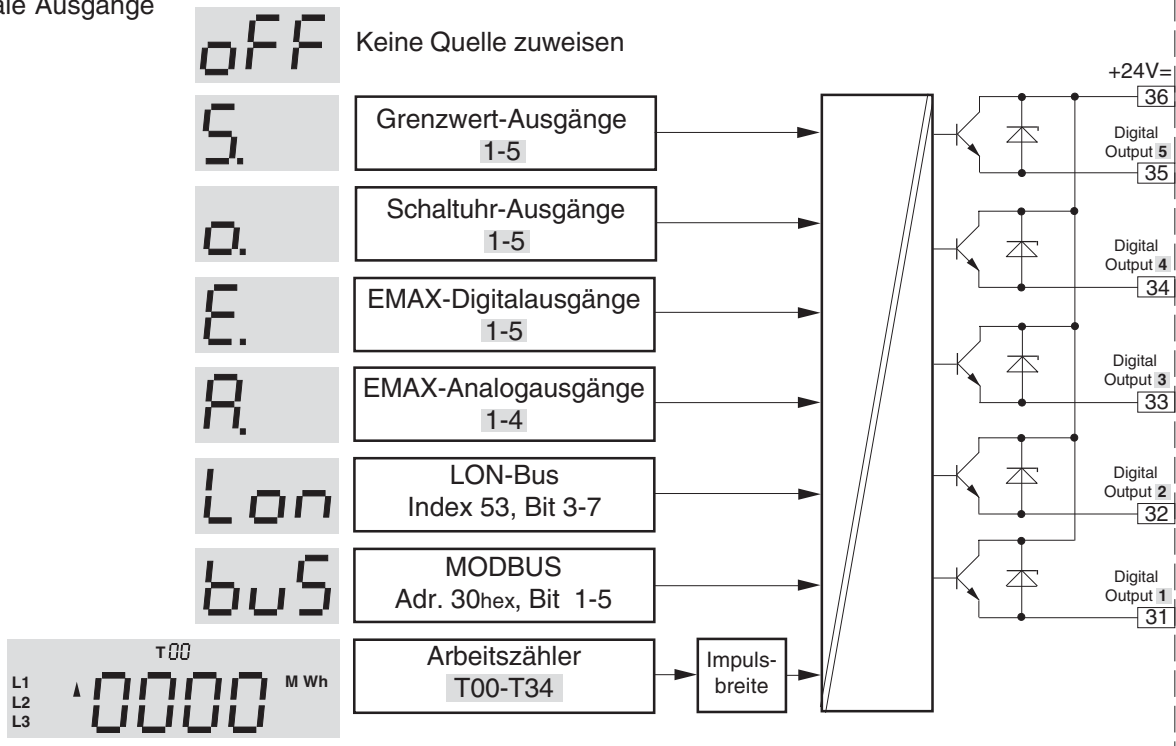 ale Ausgänge
oFF
Keine Quelle zuweisen
S.
Grenzwert-Ausgänge
1-5
o.
Schaltuhr-Ausgänge
1-5
E.
EMAX-Digitalausgänge
1-5
A.
EMAX-Analogausgänge
1-4
Lon
LON-Bus
Index 53, Bit 3-7
buS
MODBUS
Adr. 30hex, Bit 1-5
T00
L1
L2
L3
0000
M Wh
Arbeitszähler
T00-T34
Impuls-
breite
+24V=
36
Digital
Output 5
35
Digital
Output 4
34
Digital
Output 3
33
Digital
Output 2
32
Digital
Output 1
31